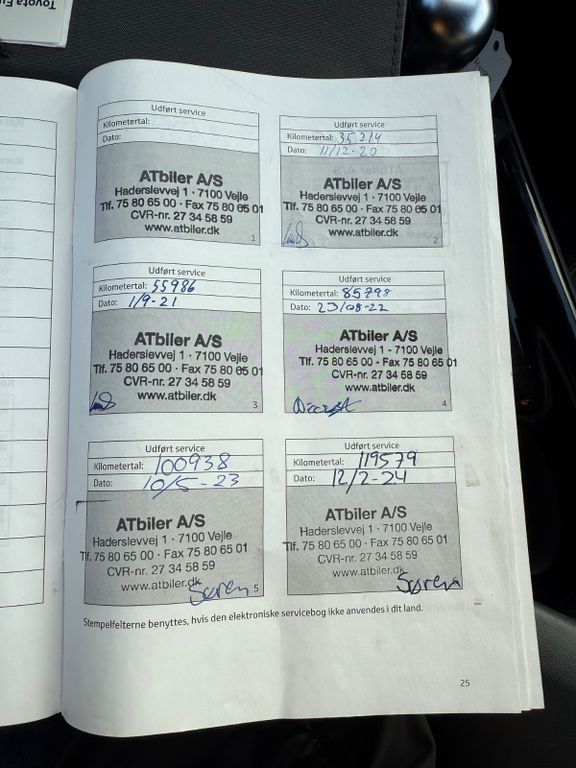 Toyota Eu
Udført service
Kilometertal:
Dato:
ATbiler A/S
Haderslevvej 1 · 7100 Vejle
Tlf. 75 80 65 00 · Fax 75 80 65 01
CVR-nr. 27 34 58 59
www.atbiler.dk
1
Udført service
Kilometertal: 35214
Dato: 11/12-20
ATbiler A/S
Haderslevvej 1 · 7100 Vejle
Tlf. 75 80 65 00 · Fax 75 80 65 01
CVR-nr. 27 34 58 59
www.atbiler.dk
2
Udført service
Kilometertal: 55986
Dato: 1/9-21
ATbiler A/S
Haderslevvej 1 · 7100 Vejle
Tlf. 75 80 65 00 · Fax 75 80 65 01
CVR-nr. 27 34 58 59
www.atbiler.dk
3
Udført service
Kilometertal: 85798
Dato: 23/08-22
ATbiler A/S
Haderslevvej 1 - 7100 Vejle
Tlf. 75 80 65 00 - Fax 75 80 65 01
CVR-nr. 27 34 58 59
www.atbiler.dk
4
Udført service
Kilometertal: 100938
Dato: 10/5-23
ATbiler A/S
Haderslevvej 1 · 7100 Vejle
Tlf. 75 80 65 00 · Fax 75 80 65 01
CVR-nr. 27 34 58 59
www.atbiler.dk
Søren 5
Udført service
Kilometertal: 119579
Dato: 12/2-24
ATbiler A/S
Haderslevvej 1 · 7100 Vejle
Tlf. 75 80 65 00 · Fax 75 80 65 01
CVR-nr. 27 34 58 59
www.atbiler.dk
Søren
Stempelfelterne benyttes, hvis den elektroniske servicebog ikke anvendes i dit land.
25